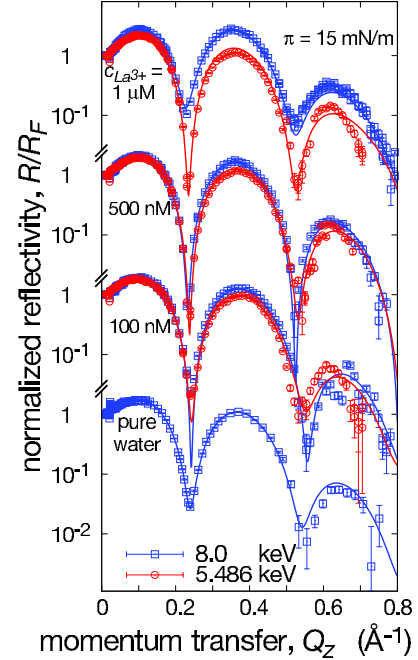 π = 15 mN/m
1
c_{La3+} =
1 μM
10^{-1}
1
500 nM
10^{-1}
1
100 nM
10^{-1}
1
pure
water
10^{-1}
10^{-2}
8.0 keV
5.486 keV
0 0.2 0.4 0.6 0.8
momentum transfer, Q_z (Å^{-1})
normalized reflectivity, R/R_F